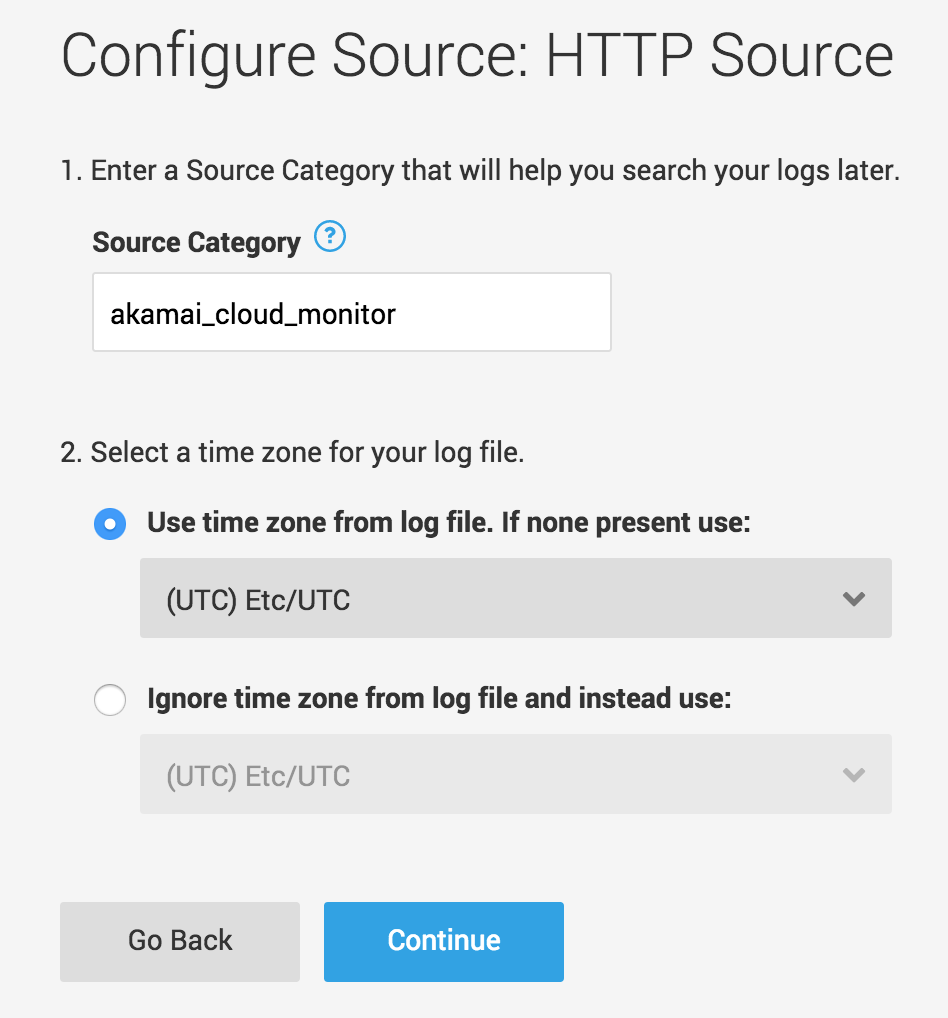 Configure Source: HTTP Source
1. Enter a Source Category that will help you search your logs later.
Source Category ?
akamai_cloud_monitor
2. Select a time zone for your log file.
Use time zone from log file. If none present use:
(UTC) Etc/UTC
Ignore time zone from log file and instead use:
(UTC) Etc/UTC
Go Back Continue